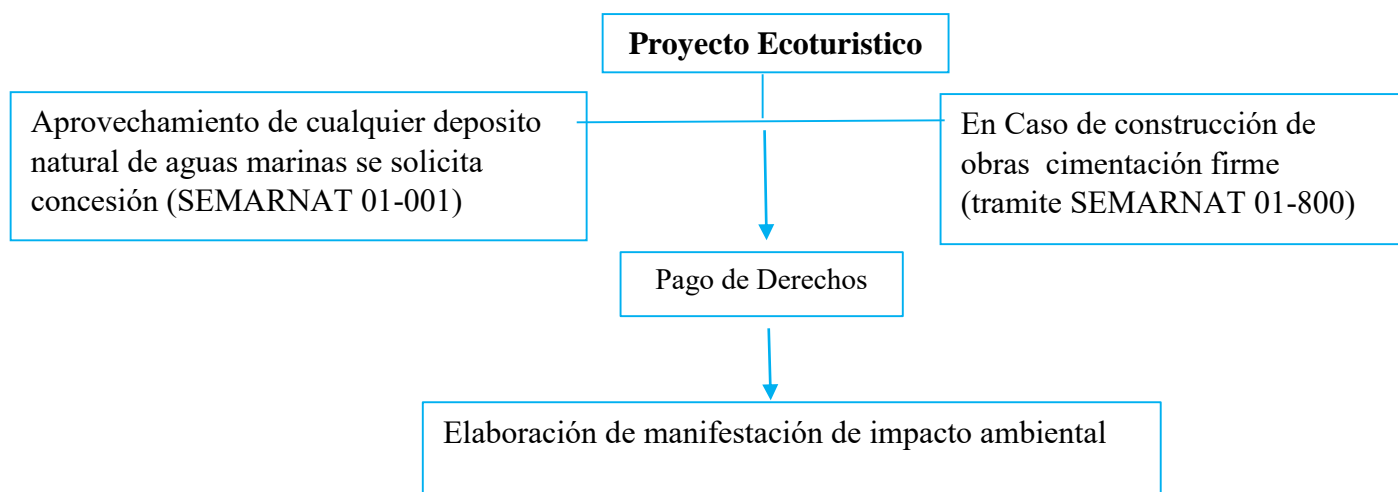 Proyecto Ecoturistico
Aprovechamiento de cualquier deposito
natural de aguas marinas se solicita
concesión (SEMARNAT 01-001)
En Caso de construcción de
obras  cimentación firme
(tramite SEMARNAT 01-800)
Pago de Derechos
Elaboración de manifestación de impacto ambiental